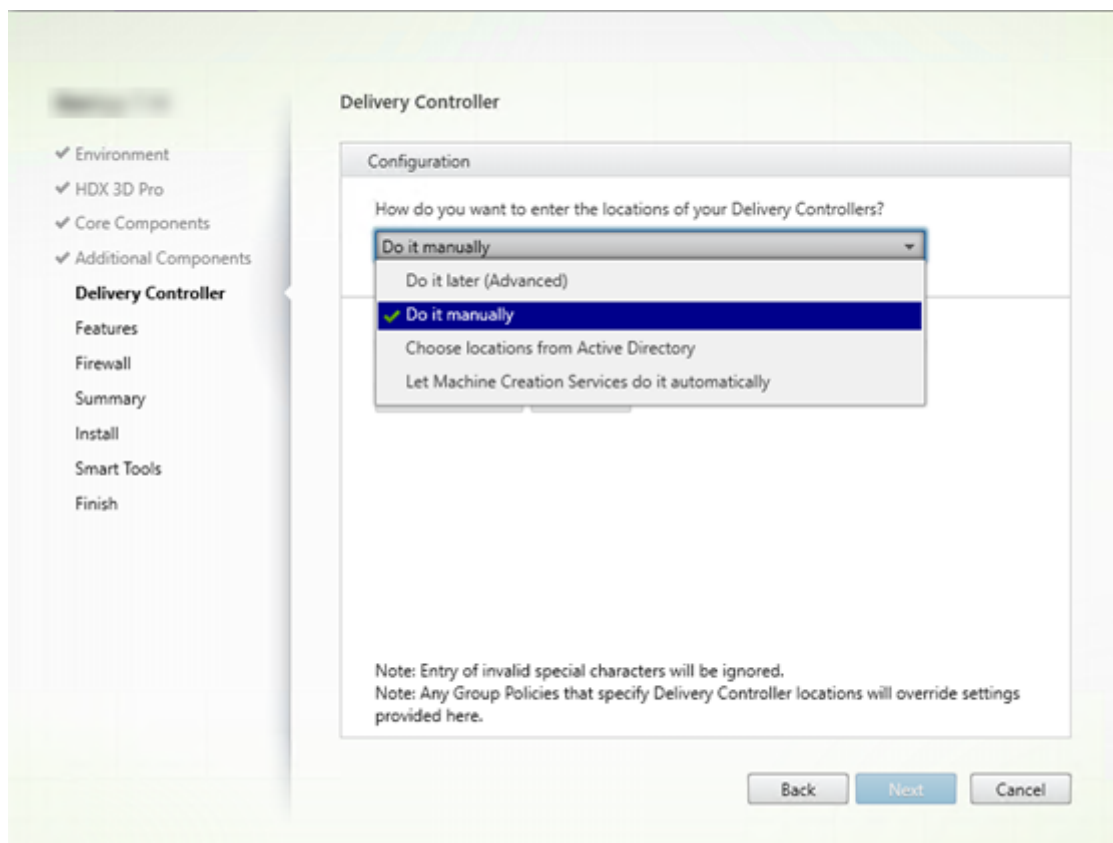 Delivery Controller
Environment
HDX 3D Pro
Core Components
Additional Components
Delivery Controller
Features
Firewall
Summary
Install
Smart Tools
Finish
Configuration
How do you want to enter the locations of your Delivery Controllers?
Do it manually
Do it later (Advanced)
Do it manually
Choose locations from Active Directory
Let Machine Creation Services do it automatically
Note: Entry of invalid special characters will be ignored.
Note: Any Group Policies that specify Delivery Controller locations will override settings
provided here.
Back
Next
Cancel